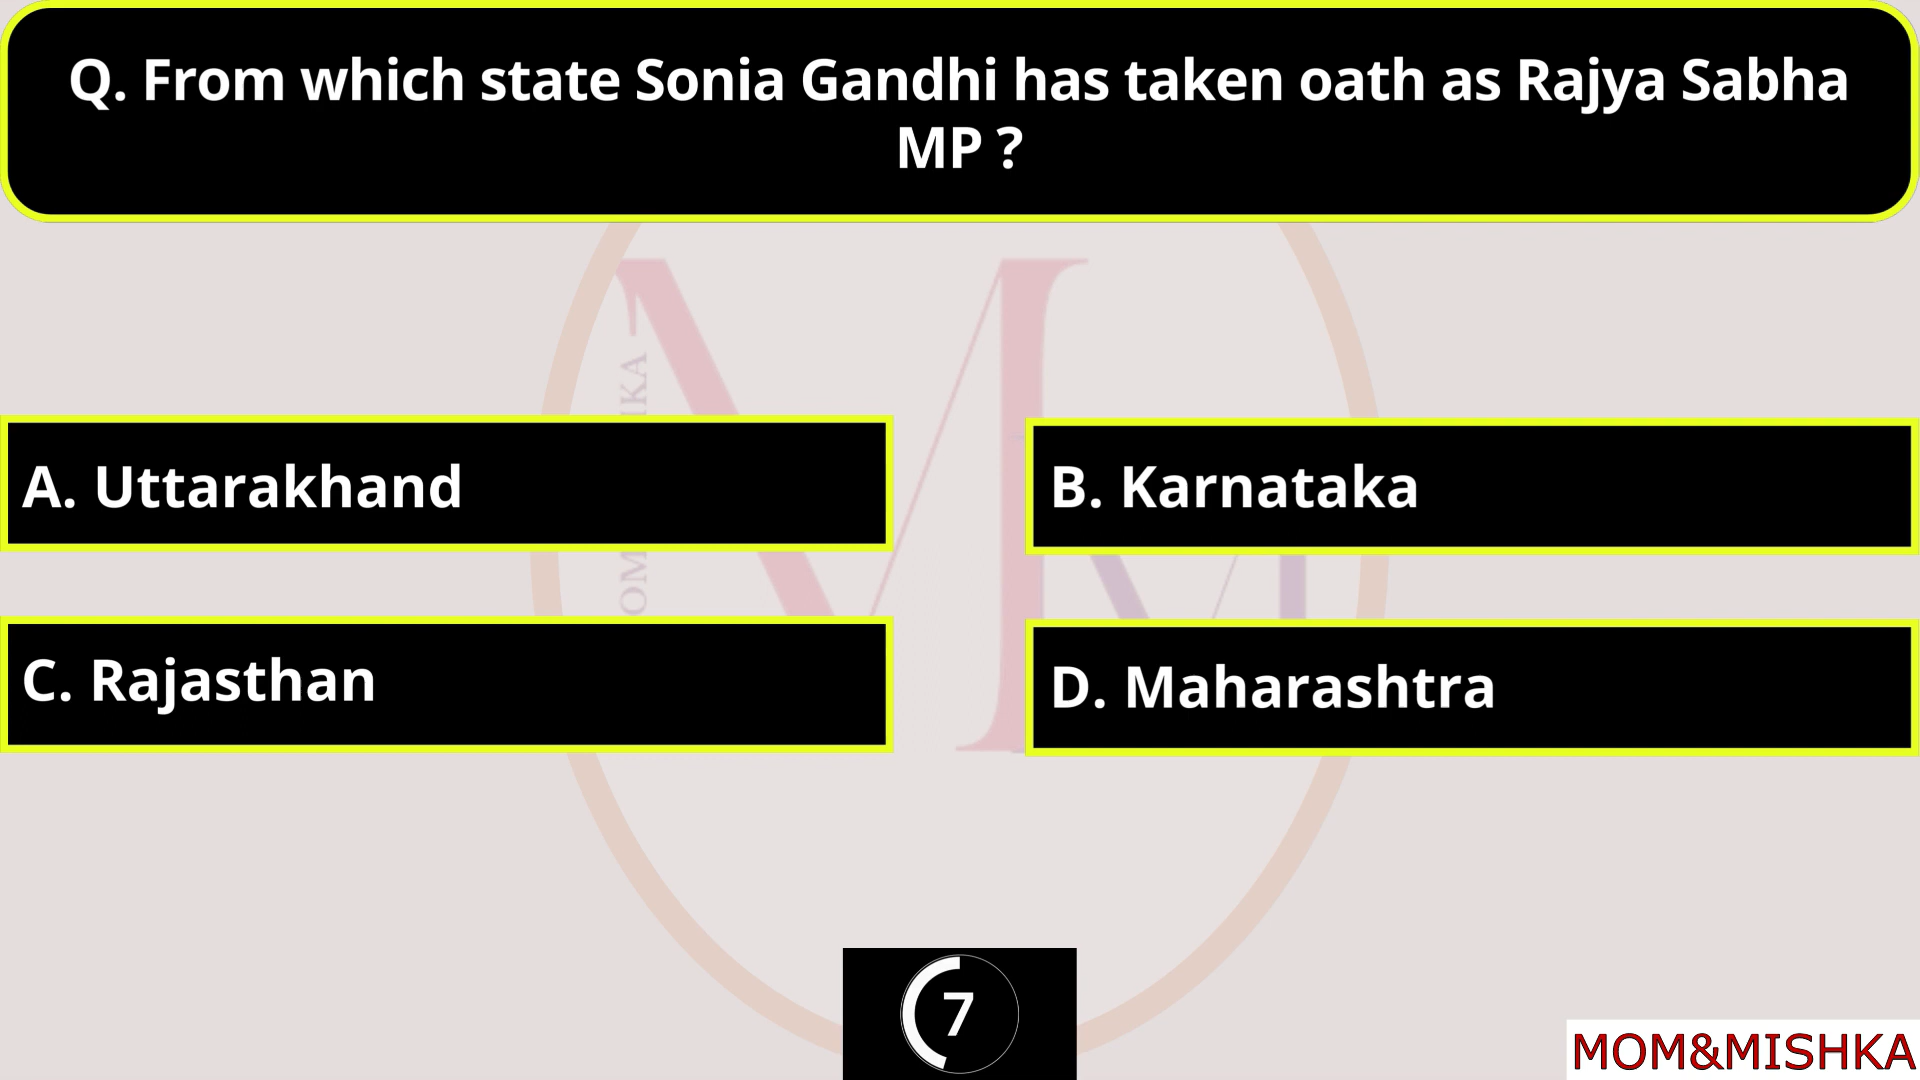 Q. From which state Sonia Gandhi has taken oath as Rajya Sabha
MP ?
A. Uttarakhand
B. Karnataka
C. Rajasthan
D. Maharashtra
7
MOM&MISHKA